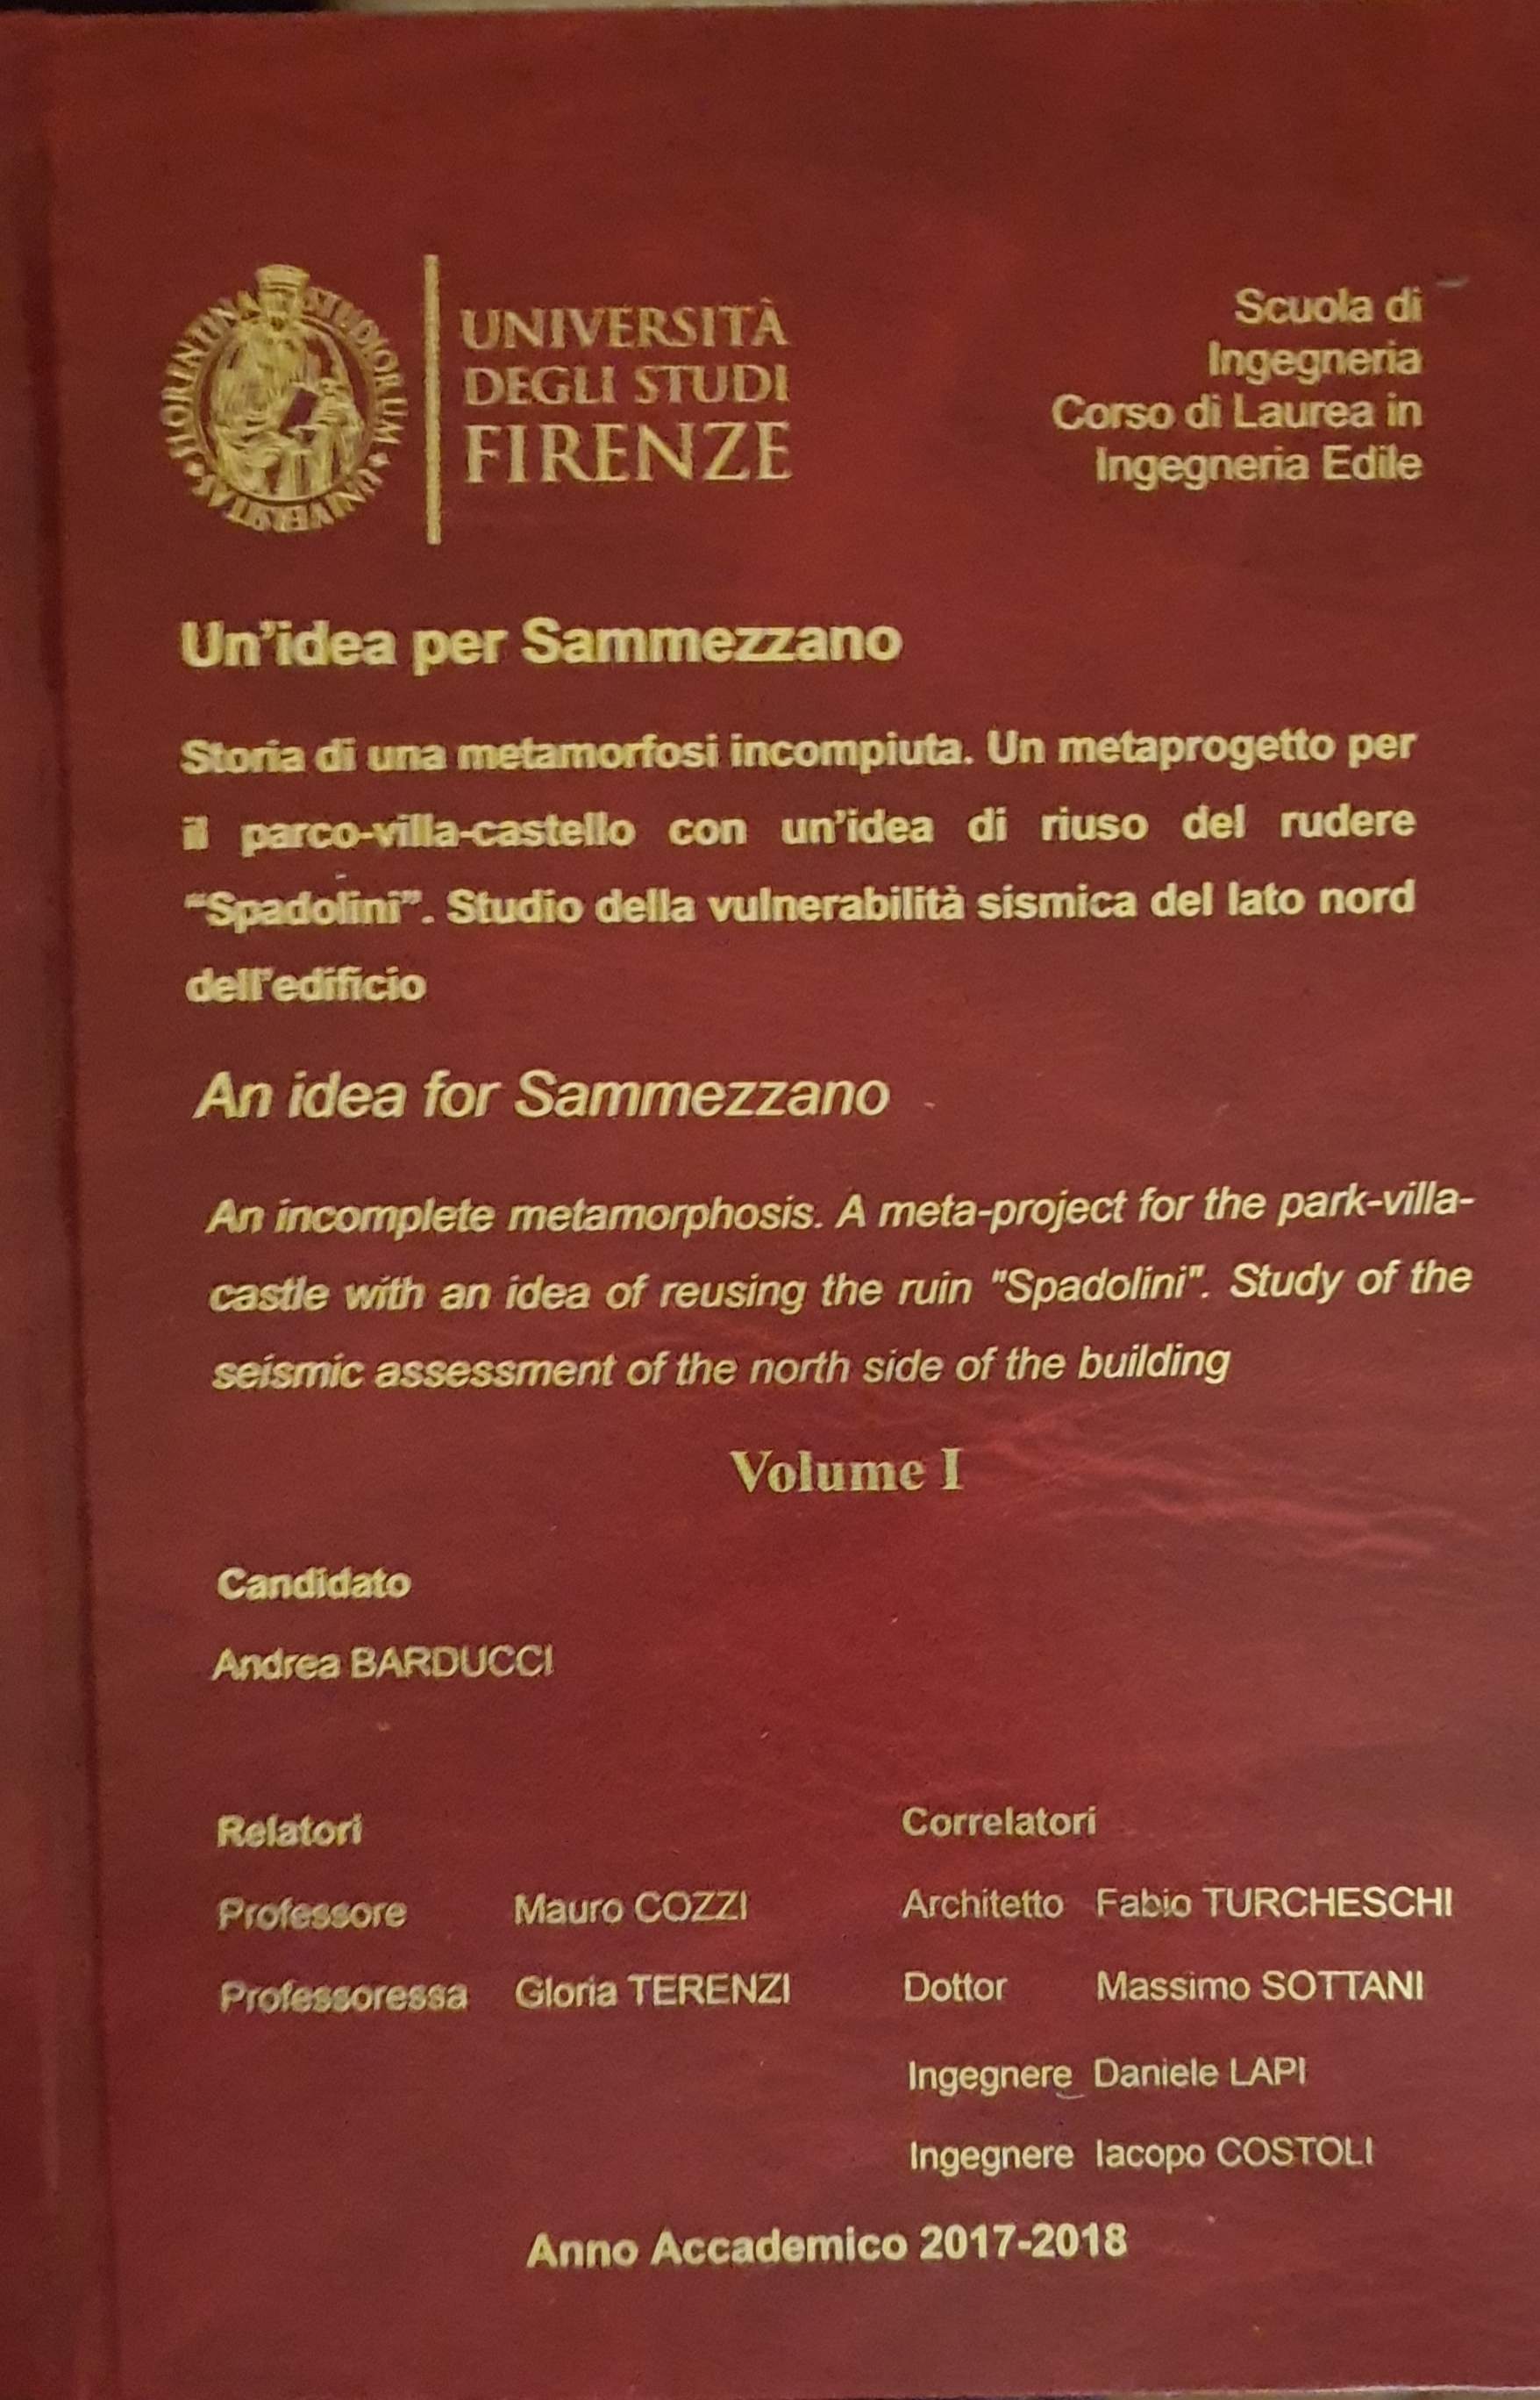 FLORENTINA STUDIORUM UNIVERSITAS
UNIVERSITÀ
DEGLI STUDI
FIRENZE
Scuola di
Ingegneria
Corso di Laurea in
Ingegneria Edile
Un'idea per Sammezzano
Storia di una metamorfosi incompiuta. Un metaprogetto per
il parco-villa-castello con un'idea di riuso del rudere
“Spadolini”. Studio della vulnerabilità sismica del lato nord
dell'edificio
An idea for Sammezzano
An incomplete metamorphosis. A meta-project for the park-villa-
castle with an idea of reusing the ruin "Spadolini". Study of the
seismic assessment of the north side of the building
Volume I
Candidato
Andrea BARDUCCI
Relatori
Professore Mauro COZZI
Professoressa Gloria TERENZI
Correlatori
Architetto Fabio TURCHESCHI
Dottor Massimo SOTTANI
Ingegnere Daniele LAPI
Ingegnere Iacopo COSTOLI
Anno Accademico 2017-2018